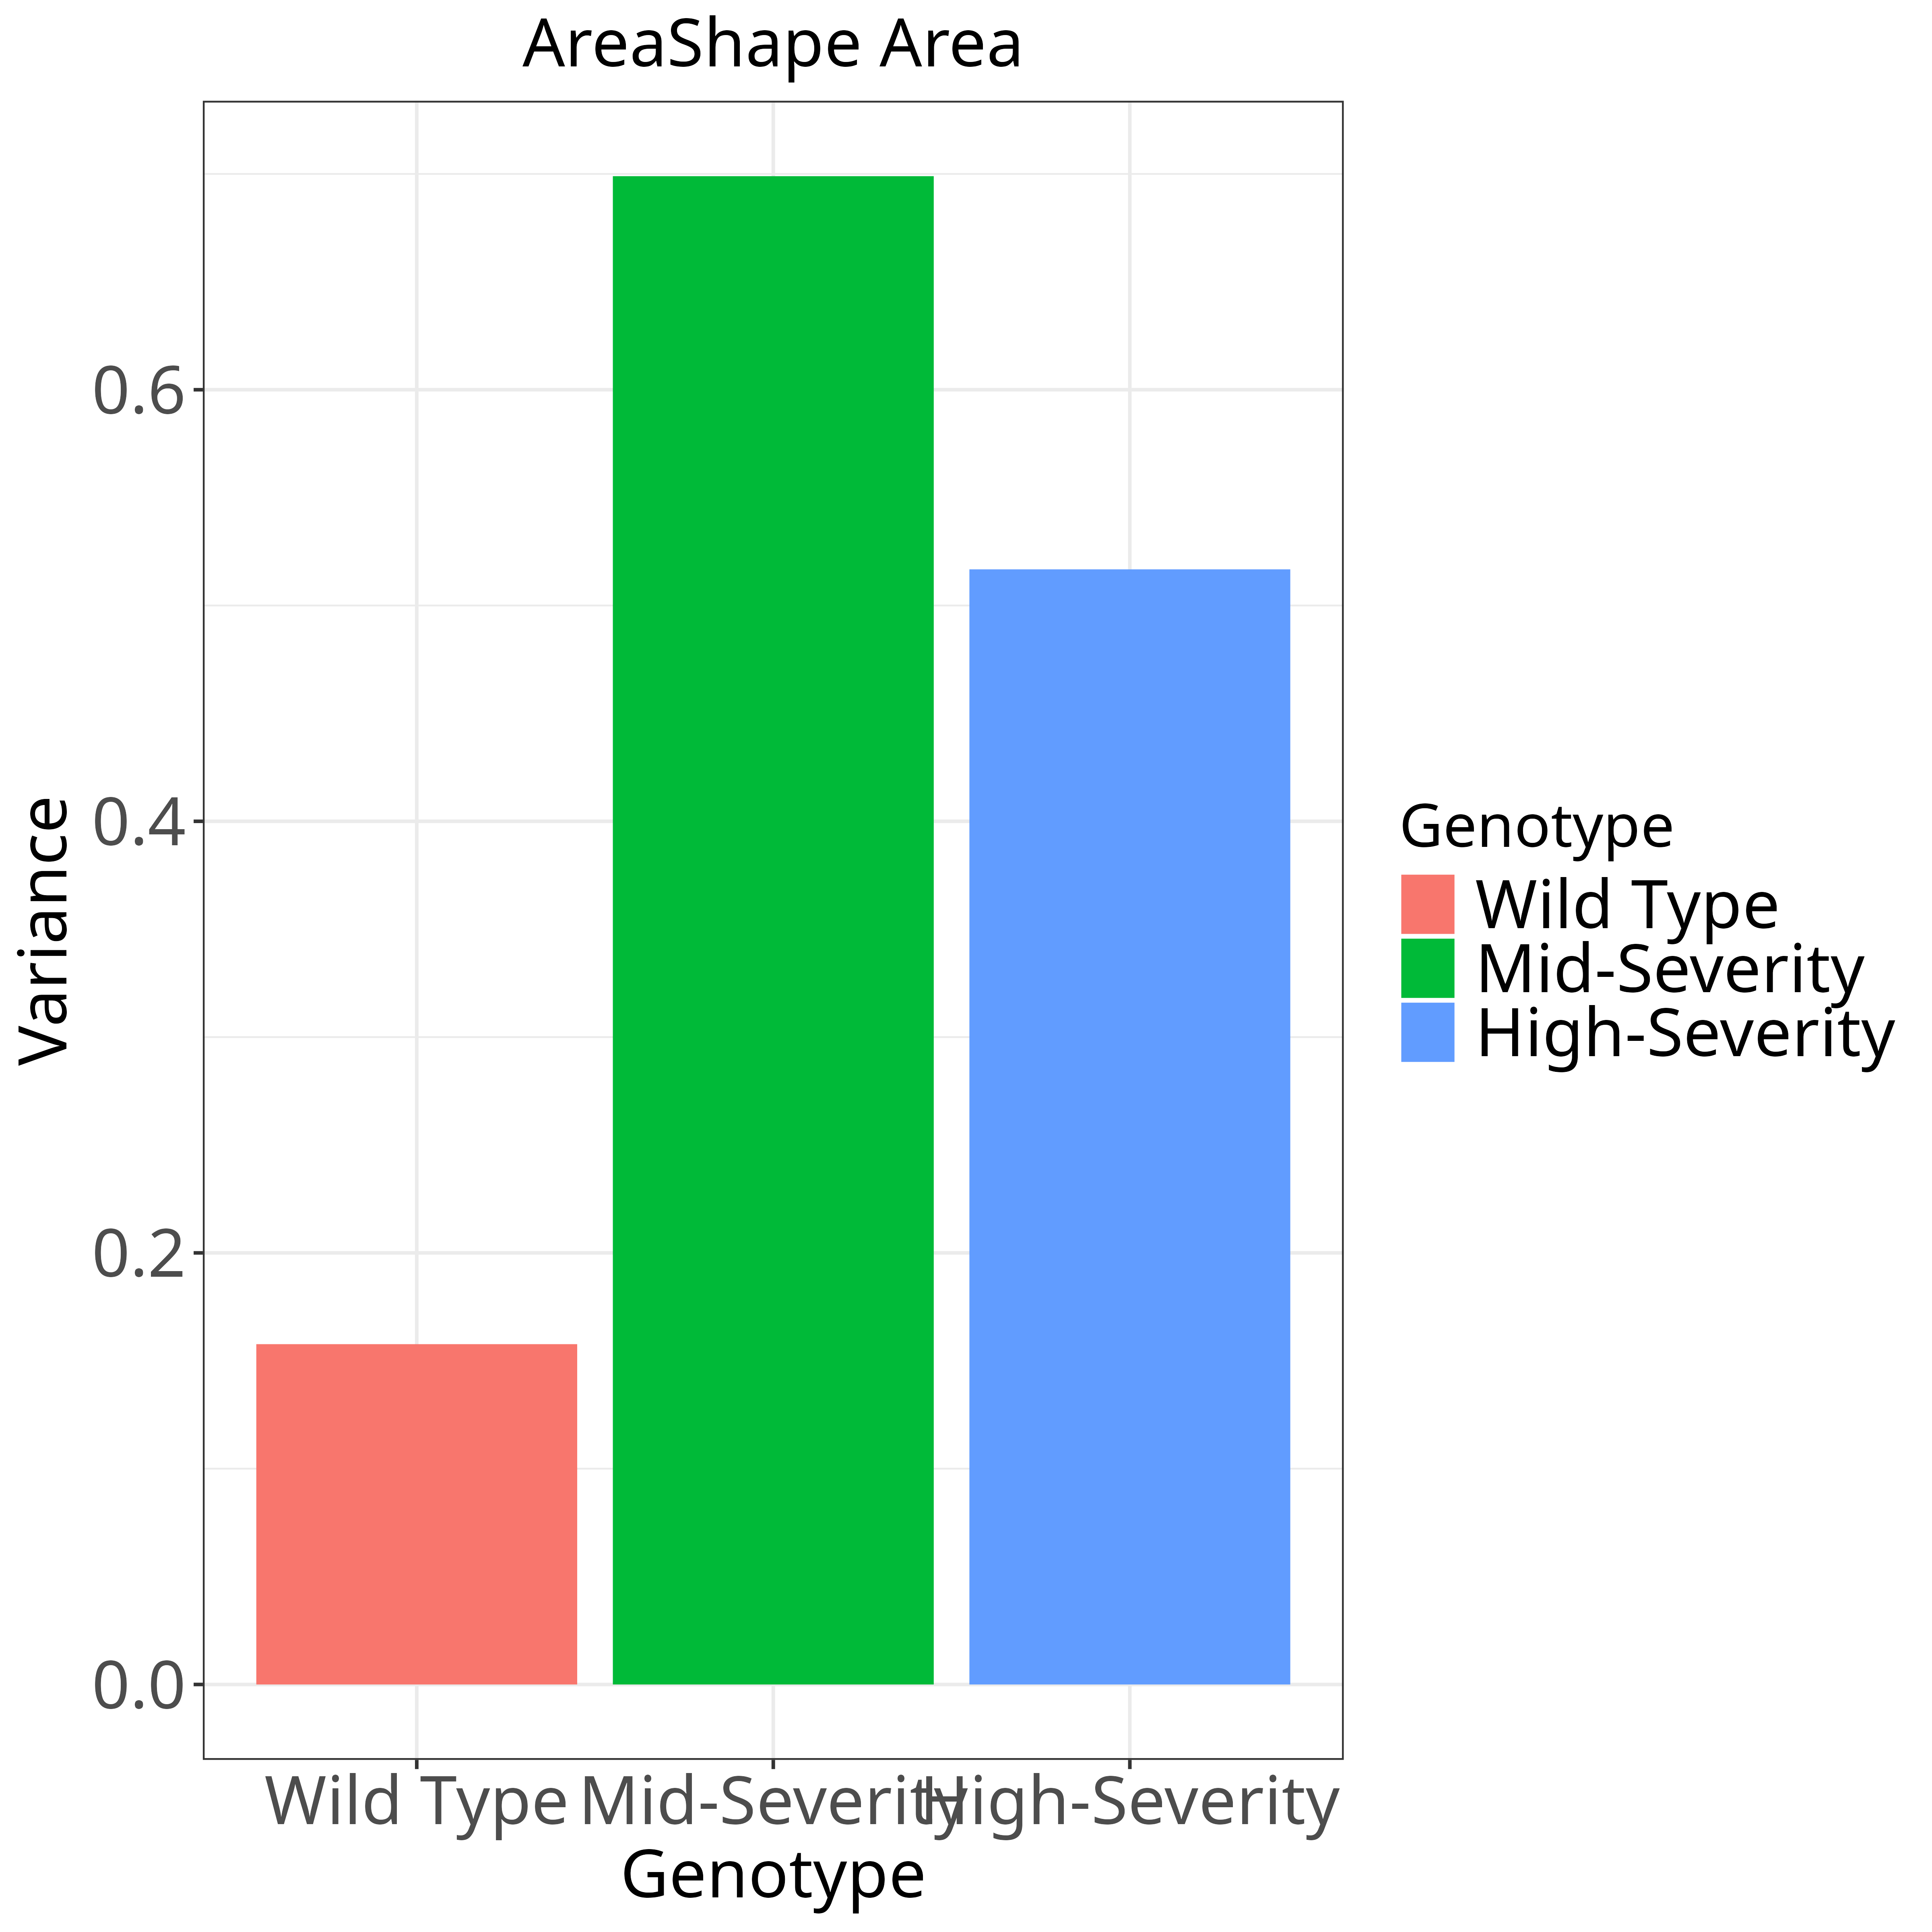 AreaShape Area
Variance
0.6
0.4
0.2
0.0
Wild Type Mid-Severity High-Severity
Genotype
Genotype
Wild Type
Mid-Severity
High-Severity